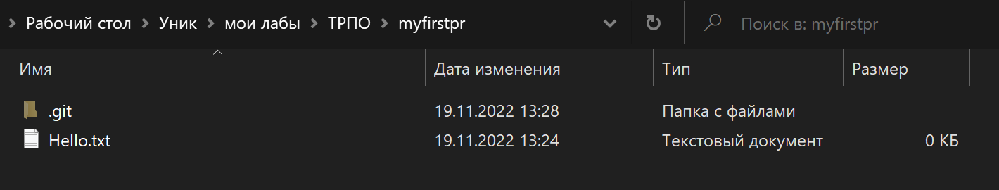 Рабочий стол > Уник > мои лабы > ТРПО > myfirstpr Поиск в: myfirstpr
Имя Дата изменения Тип Размер
.git 19.11.2022 13:28 Папка с файлами
Hello.txt 19.11.2022 13:24 Текстовый документ 0 КБ